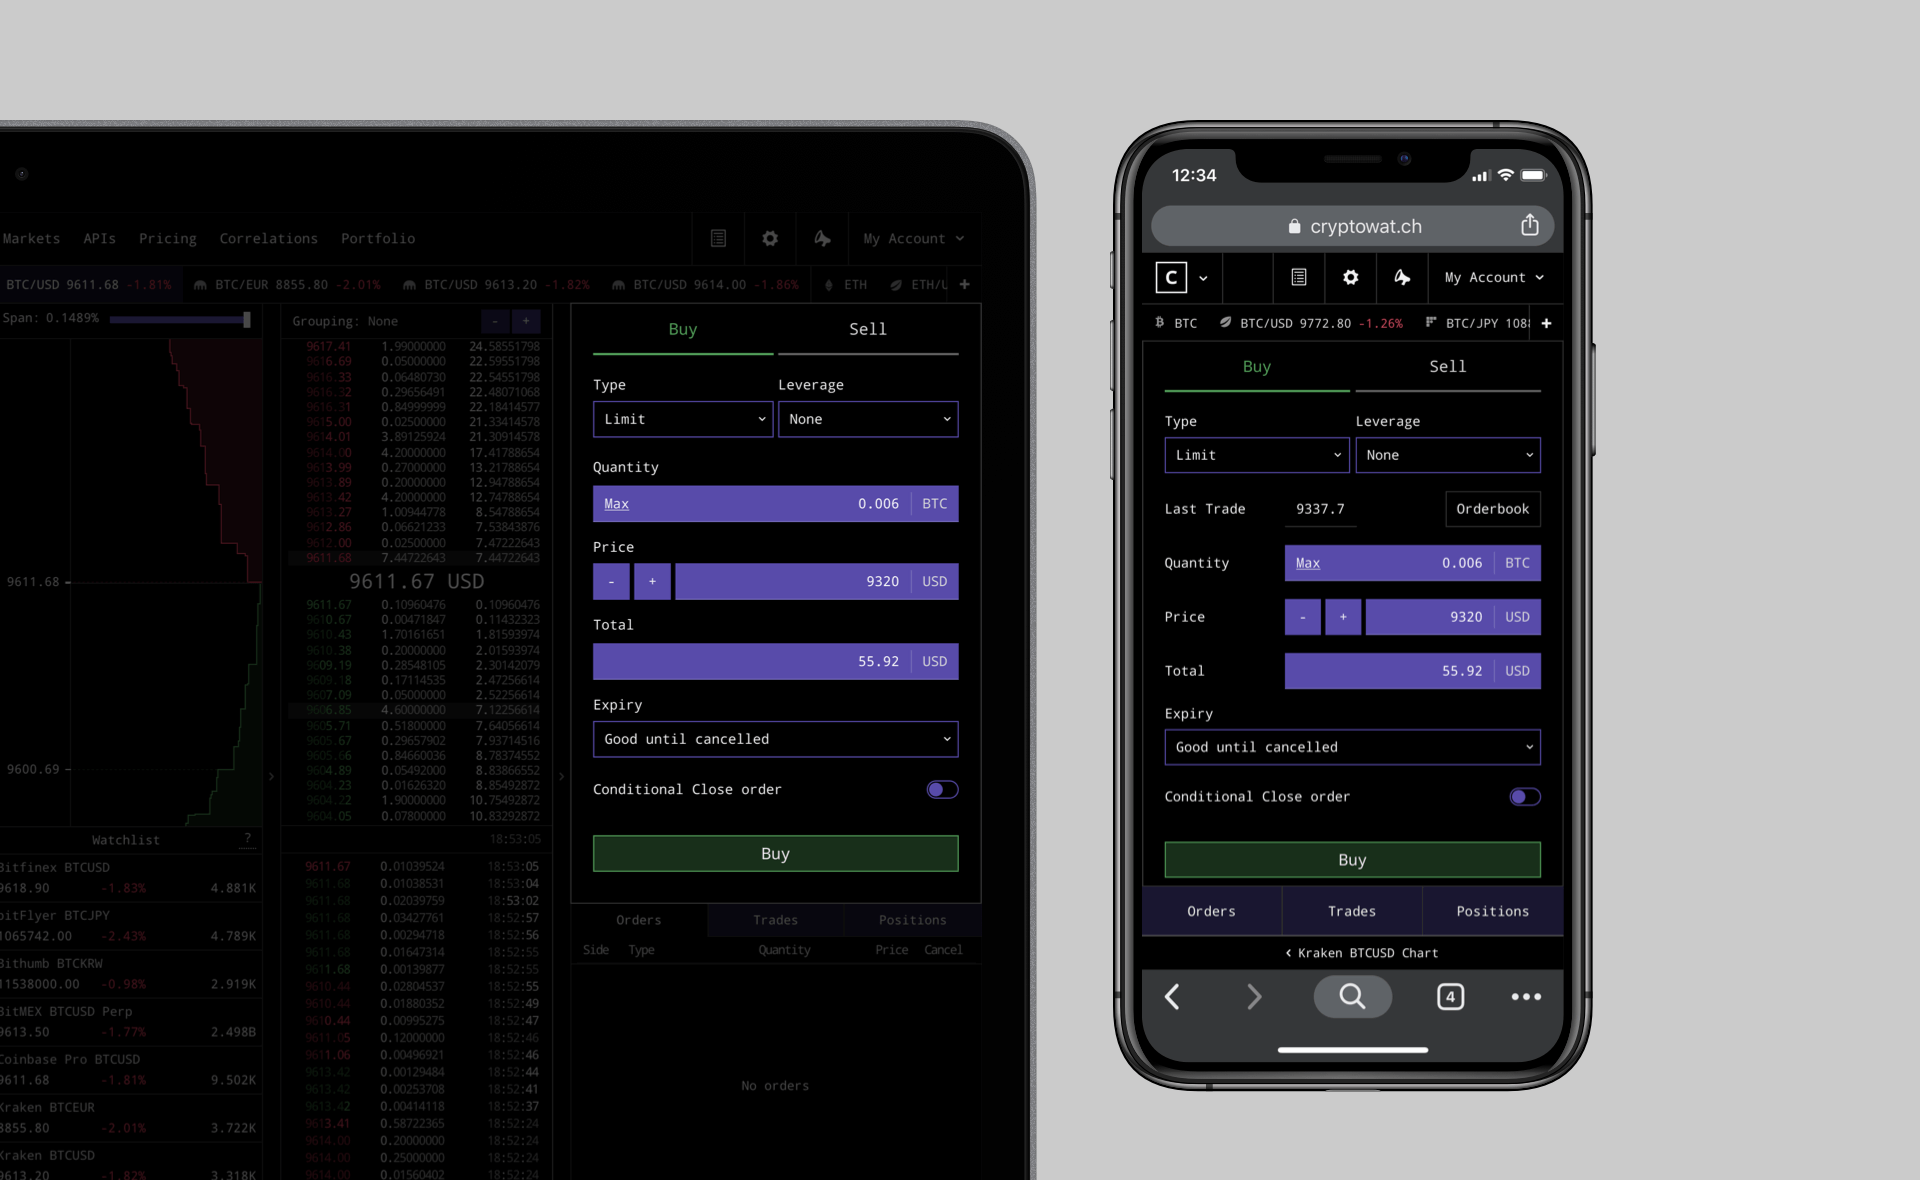 Markets APIs Pricing Correlations Portfolio My Account
BTC/USD 9611.68 -1.81% BTC/EUR 8855.80 -2.01% BTC/USD 9613.20 -1.82% BTC/USD 9614.00 -1.86% ETH ETH/U +
Span: 0.1489%
9611.68
9600.69
Grouping: None - +
9617.41 1.99000000 24.58551798
9616.69 0.05000000 22.59551798
9616.33 0.06480730 22.54551798
9616.32 0.29656491 22.48071068
9616.31 0.84999999 22.18414577
9615.00 0.02500000 21.33414578
9614.01 3.89125924 21.30914578
9614.00 4.20000000 17.41788654
9613.99 0.27000000 13.21788654
9613.89 0.20000000 12.94788654
9613.42 4.20000000 12.74788654
9613.27 1.00944778 8.54788654
9612.86 0.06621233 7.53843876
9612.00 0.02500000 7.47222643
9611.68 7.44722643 7.44722643
9611.67 USD
9611.67 0.10960476 0.10960476
9610.67 0.00471847 0.11432323
9610.43 1.70161651 1.81593974
9610.38 0.20000000 2.01593974
9609.19 0.28548105 2.30142079
9609.18 0.17114535 2.47256614
9607.09 0.05000000 2.52256614
9606.85 4.60000000 7.12256614
9605.71 0.51800000 7.64056614
9605.67 0.29657902 7.93714516
9605.66 0.84660036 8.78374552
9604.89 0.05492000 8.83866552
9604.23 0.01626320 8.85492872
9604.22 1.90000000 10.75492872
9604.05 0.07800000 10.83292872
18:53:05
9611.67 0.01039524 18:53:05
9611.68 0.01038531 18:53:04
9611.68 0.02039759 18:53:02
9611.68 0.03427761 18:52:57
9611.68 0.00294718 18:52:56
9611.68 0.01647314 18:52:55
9611.68 0.00139877 18:52:55
9610.44 0.02804537 18:52:55
9610.44 0.01880352 18:52:49
9610.44 0.00995275 18:52:47
9611.05 0.12000000 18:52:46
9611.06 0.00496921 18:52:46
9613.42 0.00129484 18:52:44
9613.42 0.00253708 18:52:41
9613.42 0.00414118 18:52:37
9613.41 0.58722365 18:52:24
9614.00 0.20000000 18:52:24
9614.00 0.25000000 18:52:24
9614.00 0.01560402 18:52:24
Watchlist ?
Bitfinex BTCUSD
9618.90 -1.83% 4.881K
bitFlyer BTCJPY
1065742.00 -2.43% 4.789K
Bithumb BTCKRW
11538000.00 -0.98% 2.919K
BitMEX BTCUSD Perp
9613.50 -1.77% 2.498B
Coinbase Pro BTCUSD
9611.68 -1.81% 9.502K
Kraken BTCEUR
8855.80 -2.01% 3.722K
Kraken BTCUSD
9613.20 -1.82% 3.318K
Buy Sell
Type Leverage
Limit None
Quantity
Max 0.006 BTC
Price
- + 9320 USD
Total
55.92 USD
Expiry
Good until cancelled
Conditional Close order
Buy
Orders Trades Positions
Side Type Quantity Price Cancel
No orders
12:34
cryptowat.ch
C My Account
BTC BTC/USD 9772.80 -1.26% BTC/JPY 108 +
Buy Sell
Type Leverage
Limit None
Last Trade 9337.7 Orderbook
Quantity Max 0.006 BTC
Price - + 9320 USD
Total 55.92 USD
Expiry
Good until cancelled
Conditional Close order
Buy
Orders Trades Positions
‹ Kraken BTCUSD Chart
4